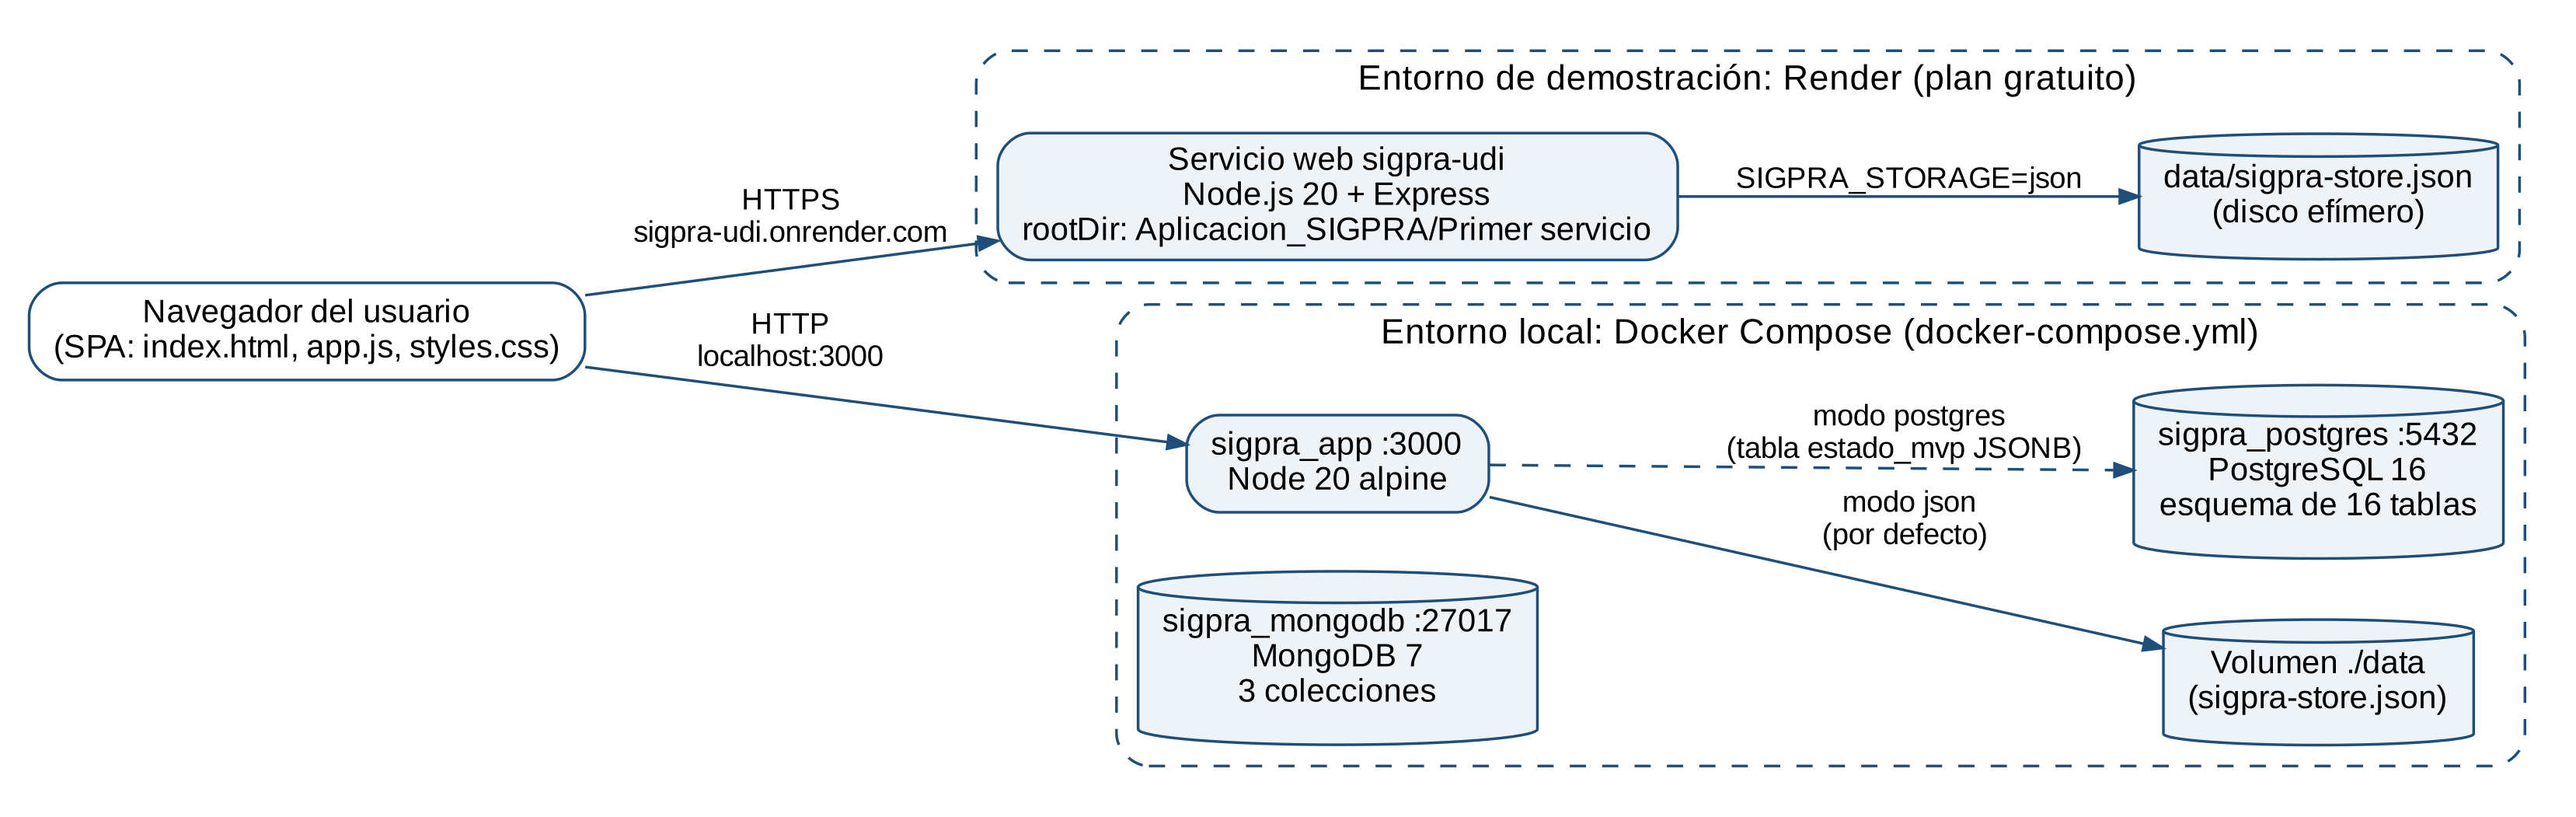 Entorno de demostración: Render (plan gratuito)
Servicio web sigpra-udi
Node.js 20 + Express
rootDir: Aplicacion_SIGPRA/Primer servicio
SIGPRA_STORAGE=json
data/sigpra-store.json
(disco efímero)
HTTPS
sigpra-udi.onrender.com
Navegador del usuario
(SPA: index.html, app.js, styles.css)
HTTP
localhost:3000
Entorno local: Docker Compose (docker-compose.yml)
sigpra_app :3000
Node 20 alpine
modo postgres
(tabla estado_mvp JSONB)
sigpra_postgres :5432
PostgreSQL 16
esquema de 16 tablas
modo json
(por defecto)
sigpra_mongodb :27017
MongoDB 7
3 colecciones
Volumen ./data
(sigpra-store.json)